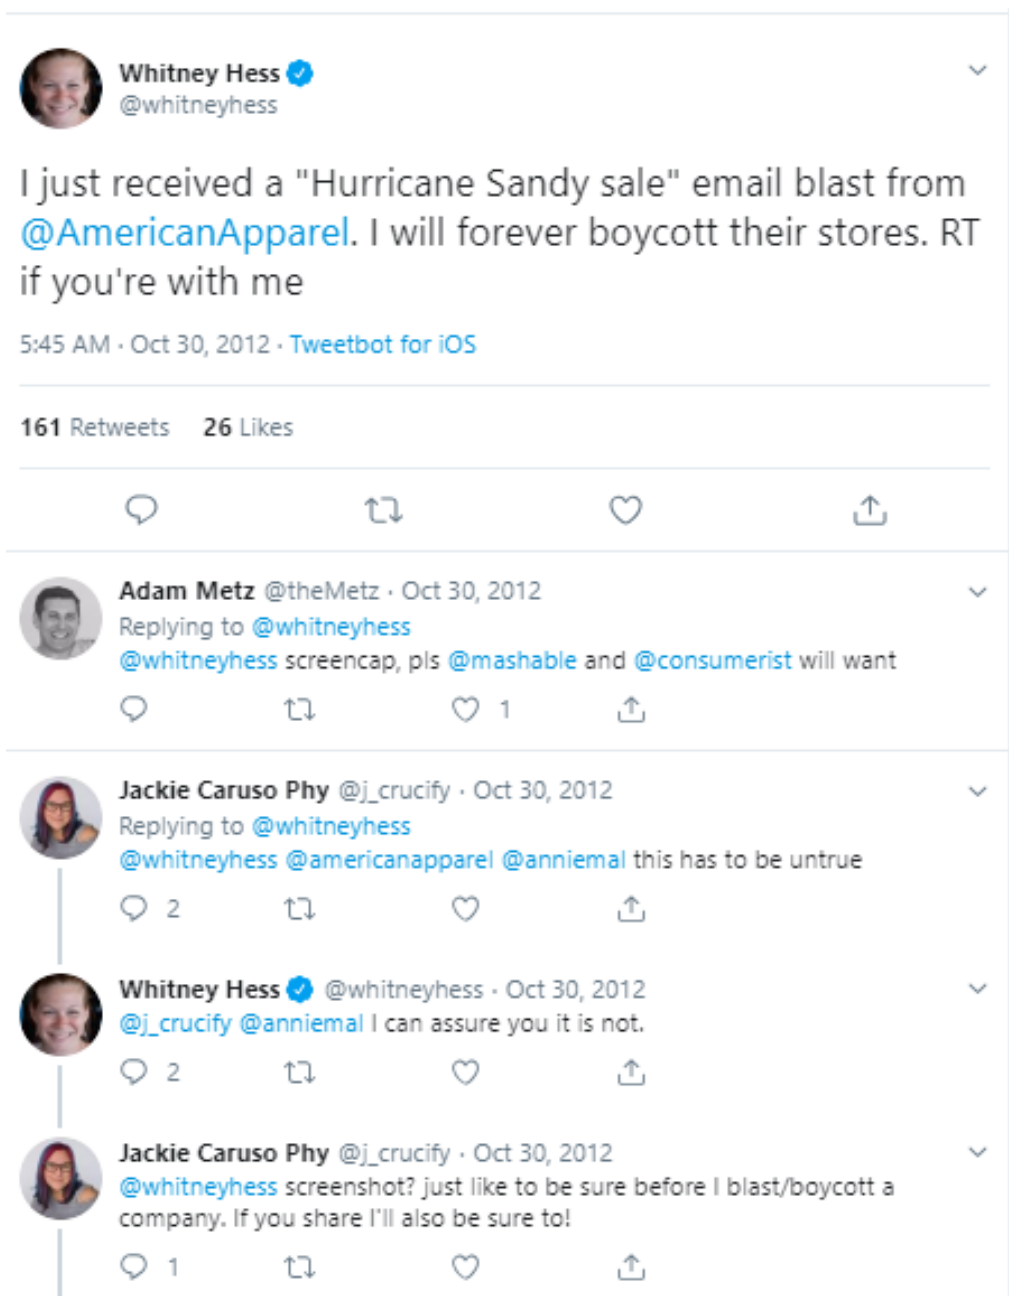 Whitney Hess
@whitneyhess
I just received a "Hurricane Sandy sale" email blast from
@AmericanApparel. I will forever boycott their stores. RT
if you're with me
5:45 AM · Oct 30, 2012 · Tweetbot for iOS
161 Retweets 26 Likes
Adam Metz @theMetz · Oct 30, 2012
Replying to @whitneyhess
@whitneyhess screencap, pls @mashable and @consumerist will want
1
Jackie Caruso Phy @j_crucify · Oct 30, 2012
Replying to @whitneyhess
@whitneyhess @americanapparel @anniemal this has to be untrue
2
Whitney Hess @whitneyhess · Oct 30, 2012
@j_crucify @anniemal I can assure you it is not.
2
Jackie Caruso Phy @j_crucify · Oct 30, 2012
@whitneyhess screenshot? just like to be sure before I blast/boycott a
company. If you share I'll also be sure to!
1